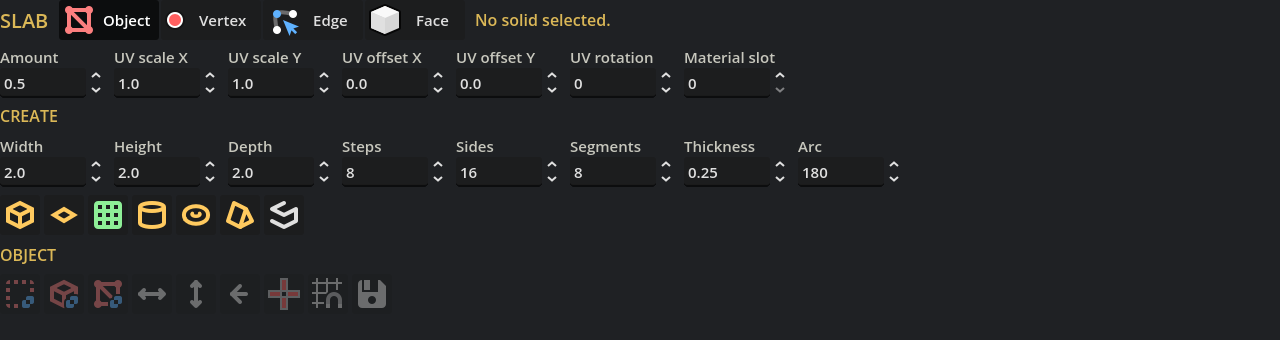 SLAB Object Vertex Edge Face No solid selected.
Amount UV scale X UV scale Y UV offset X UV offset Y UV rotation Material slot
0.5 1.0 1.0 0.0 0.0 0 0
CREATE
Width Height Depth Steps Sides Segments Thickness Arc
2.0 2.0 2.0 8 16 8 0.25 180
OBJECT